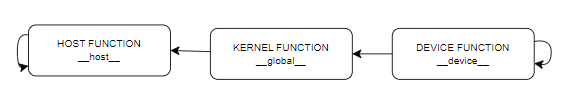 HOST FUNCTION
__host__
KERNEL FUNCTION
__global__
DEVICE FUNCTION
__device__